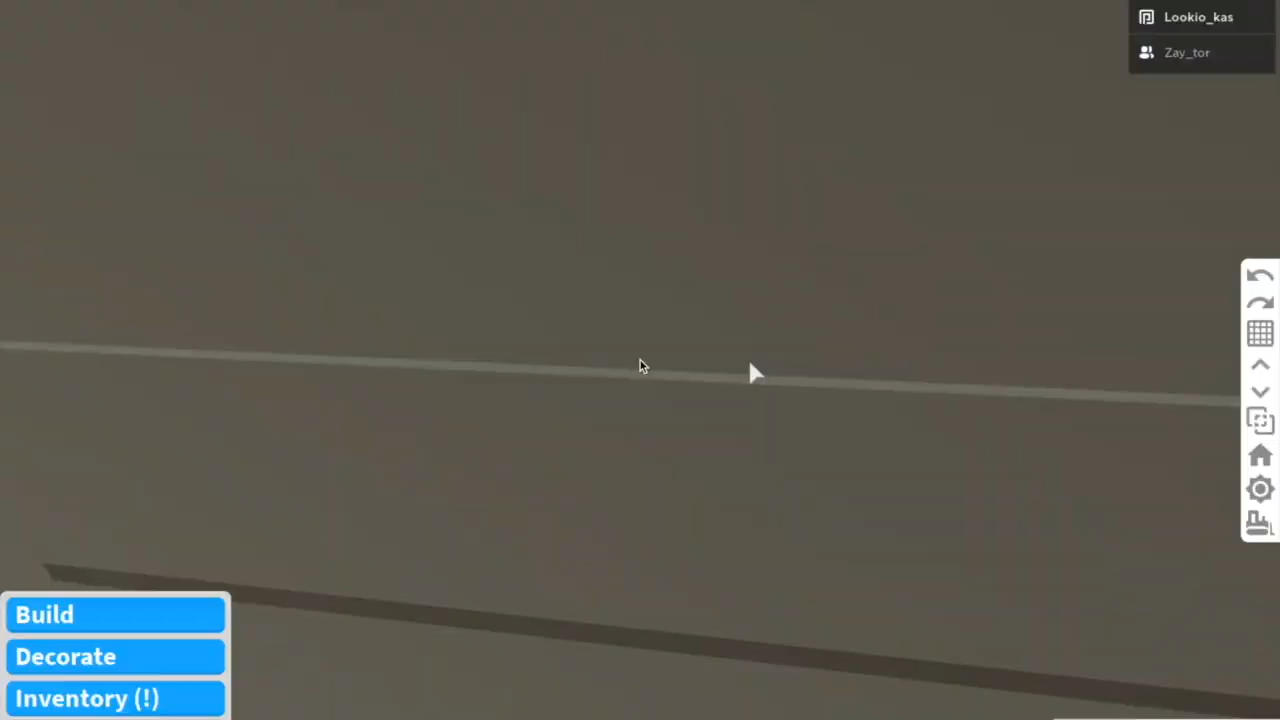 Lookio_kas
Zay_tor
Build
Decorate
Inventory (!)